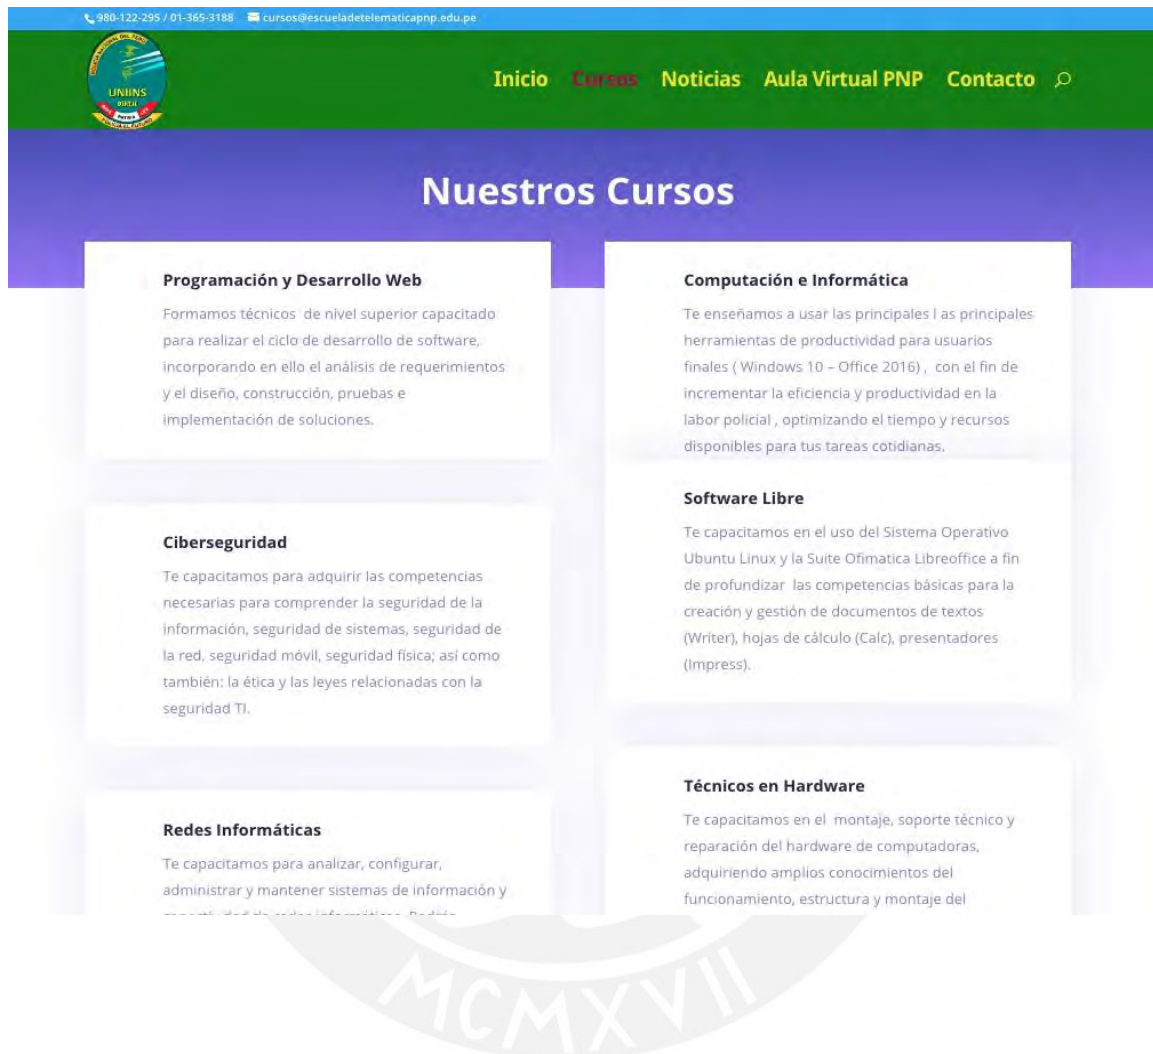 980-122-295 / 01-365-3188 cursos@escueladetelematicapnp.edu.pe
UNIINS
Inicio Cursos Noticias Aula Virtual PNP Contacto
Nuestros Cursos
Programación y Desarrollo Web
Formamos técnicos de nivel superior capacitado
para realizar el ciclo de desarrollo de software,
incorporando en ello el análisis de requerimientos
y el diseño, construcción, pruebas e
implementación de soluciones.
Ciberseguridad
Te capacitamos para adquirir las competencias
necesarias para comprender la seguridad de la
información, seguridad de sistemas, seguridad de
la red, seguridad móvil, seguridad física; así como
también: la ética y las leyes relacionadas con la
seguridad TI.
Redes Informáticas
Te capacitamos para analizar, configurar,
administrar y mantener sistemas de información y
Computación e Informática
Te enseñamos a usar las principales l as principales
herramientas de productividad para usuarios
finales ( Windows 10 – Office 2016) , con el fin de
incrementar la eficiencia y productividad en la
labor policial , optimizando el tiempo y recursos
disponibles para tus tareas cotidianas.
Software Libre
Te capacitamos en el uso del Sistema Operativo
Ubuntu Linux y la Suite Ofimatica Libreoffice a fin
de profundizar las competencias básicas para la
creación y gestión de documentos de textos
(Writer), hojas de cálculo (Calc), presentadores
(Impress).
Técnicos en Hardware
Te capacitamos en el montaje, soporte técnico y
reparación del hardware de computadoras,
adquiriendo amplios conocimientos del
funcionamiento, estructura y montaje del
MCMXVII